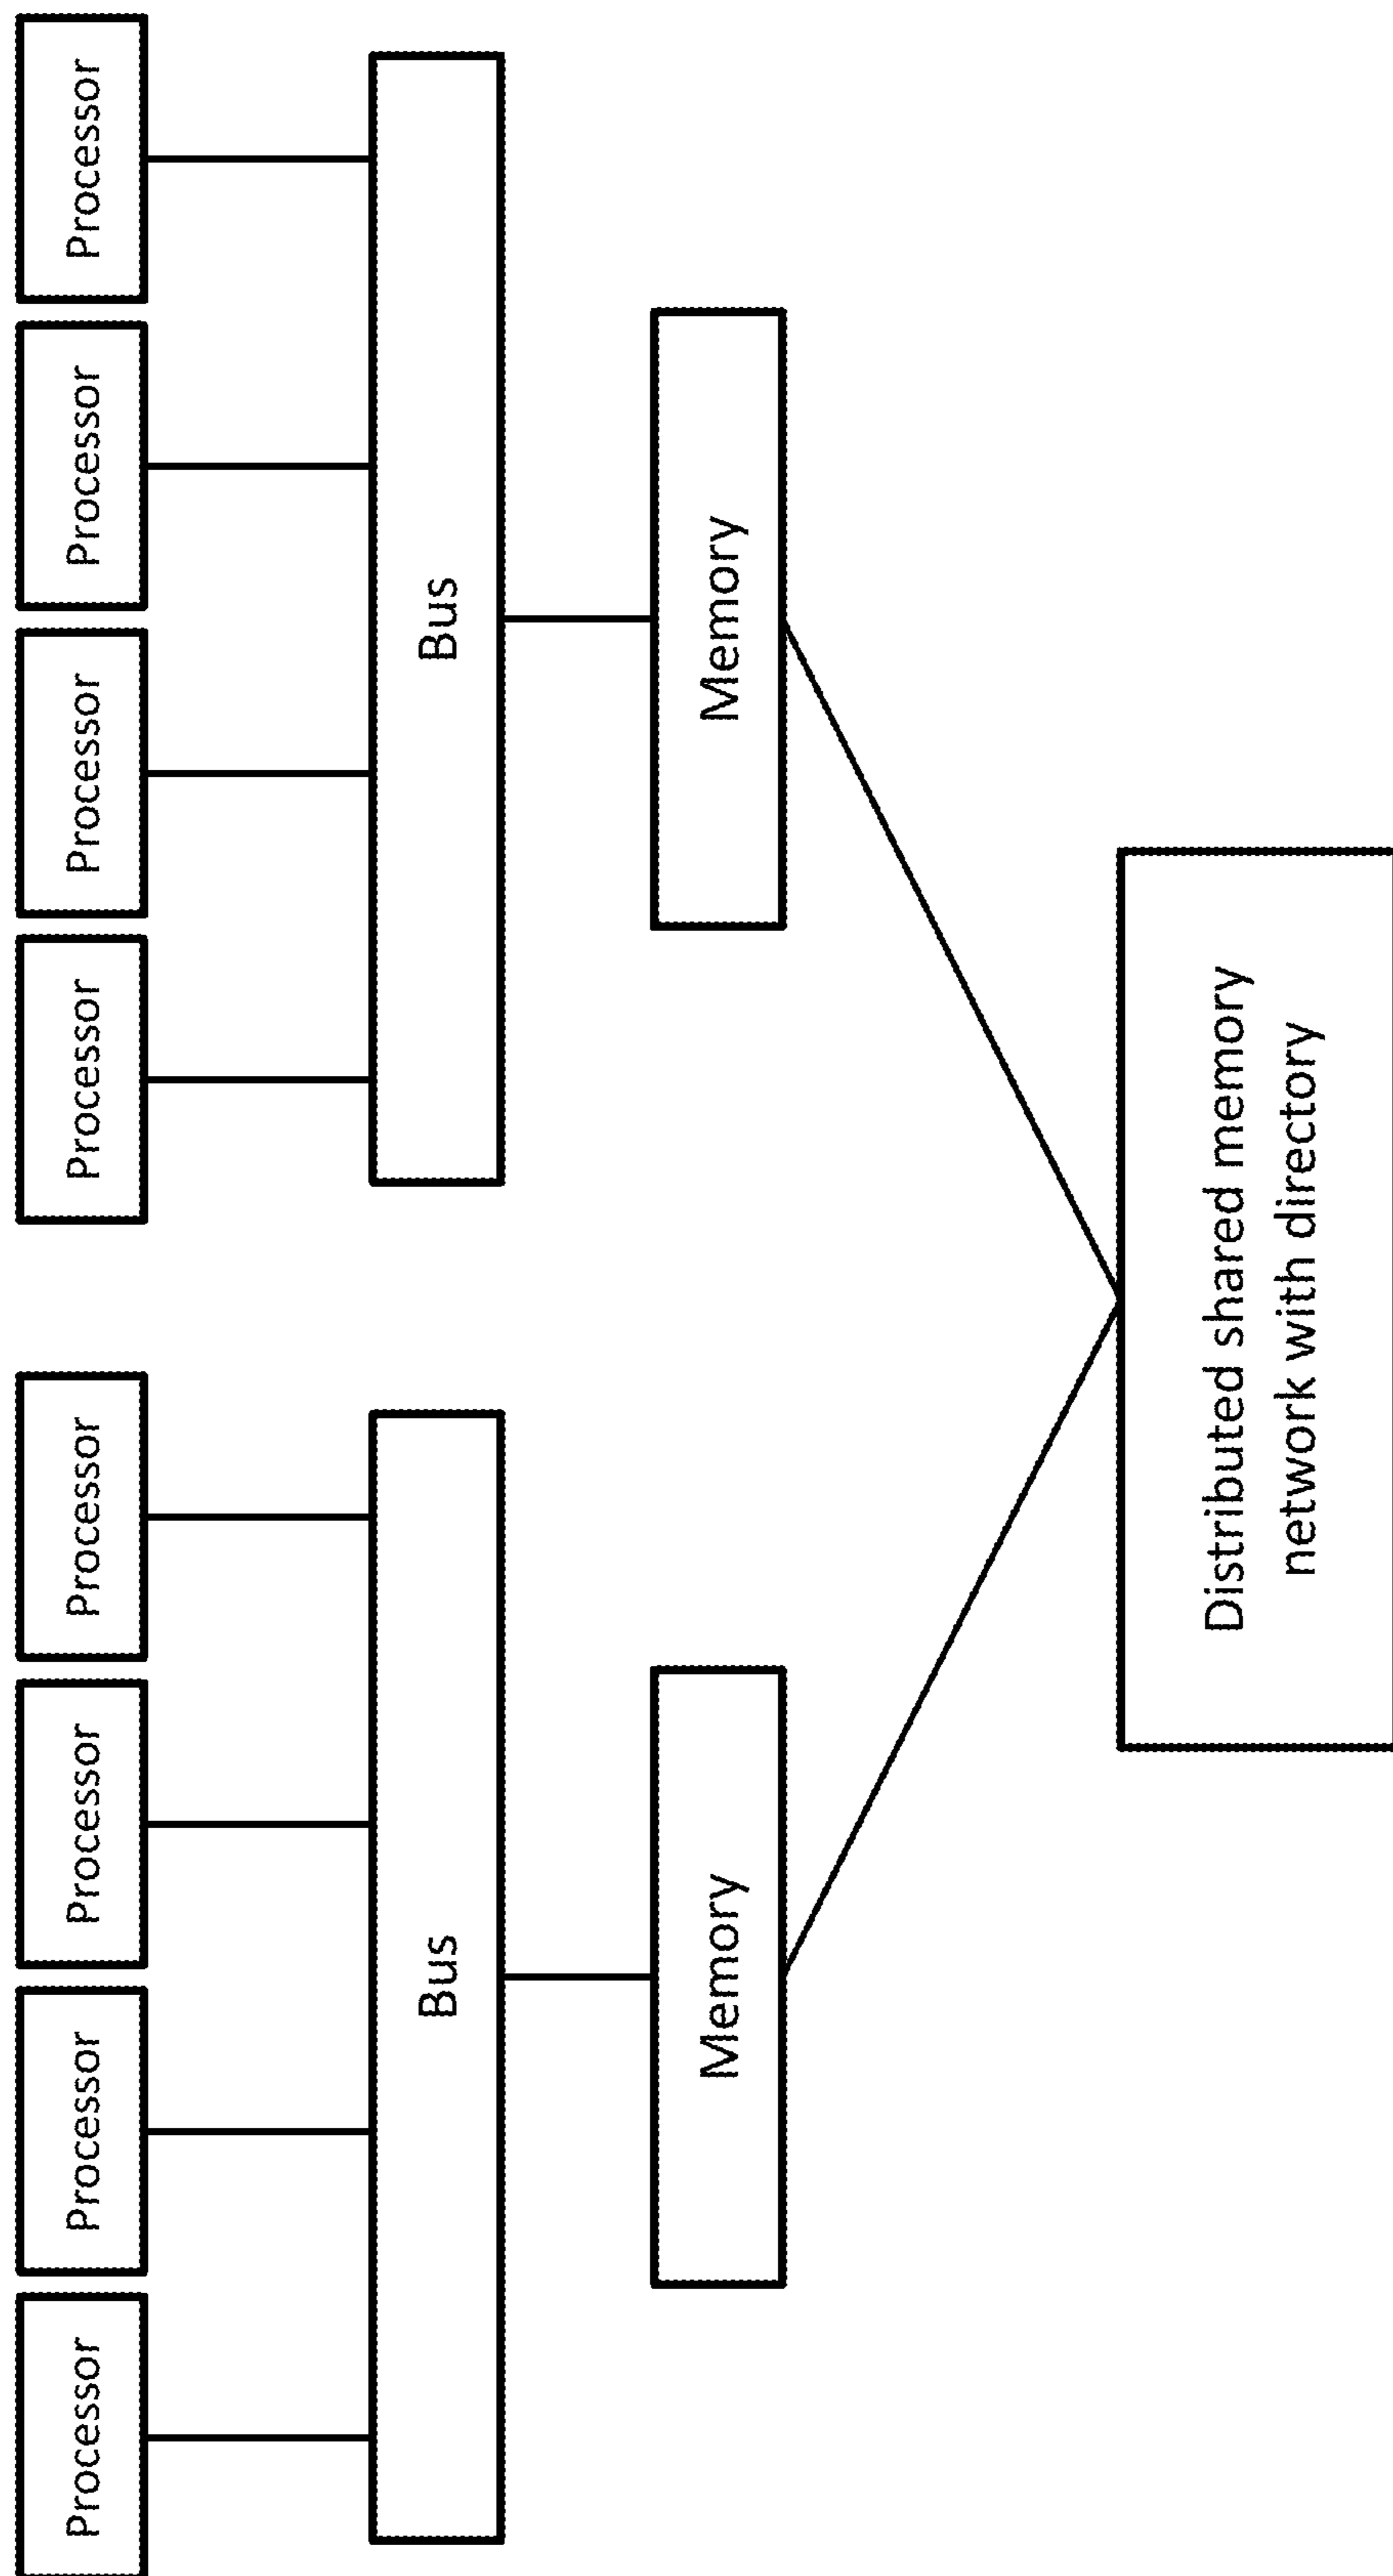 Processor
Processor
Processor
Processor
Processor
Processor
Processor
Processor
Bus
Bus
Memory
Memory
Distributed shared memory
network with directory